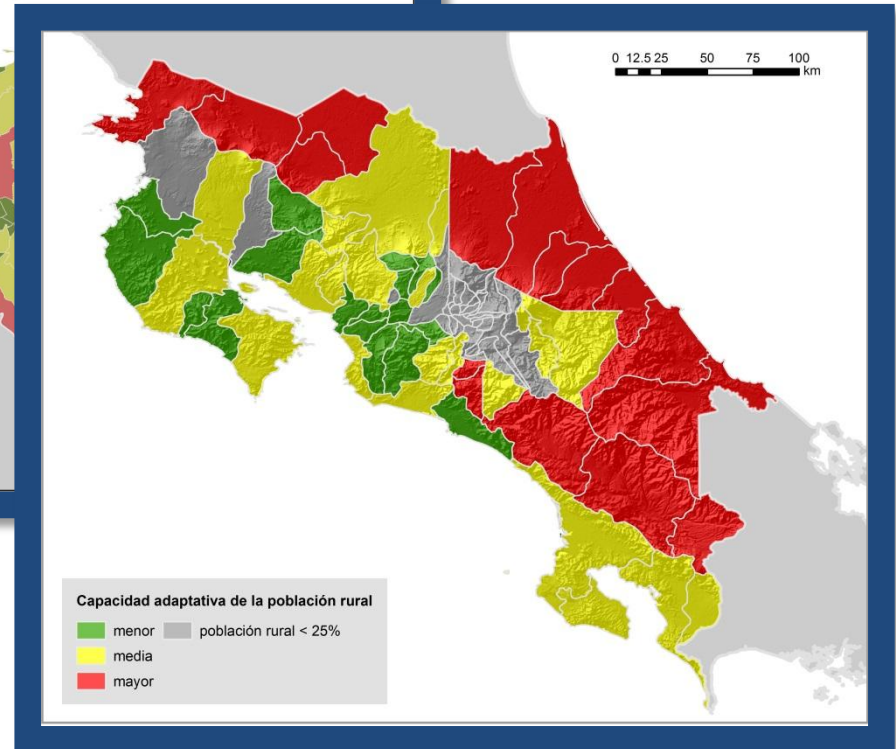 0 12.5 25 50 75 100
km
Capacidad adaptativa de la población rural
menor población rural < 25%
media
mayor